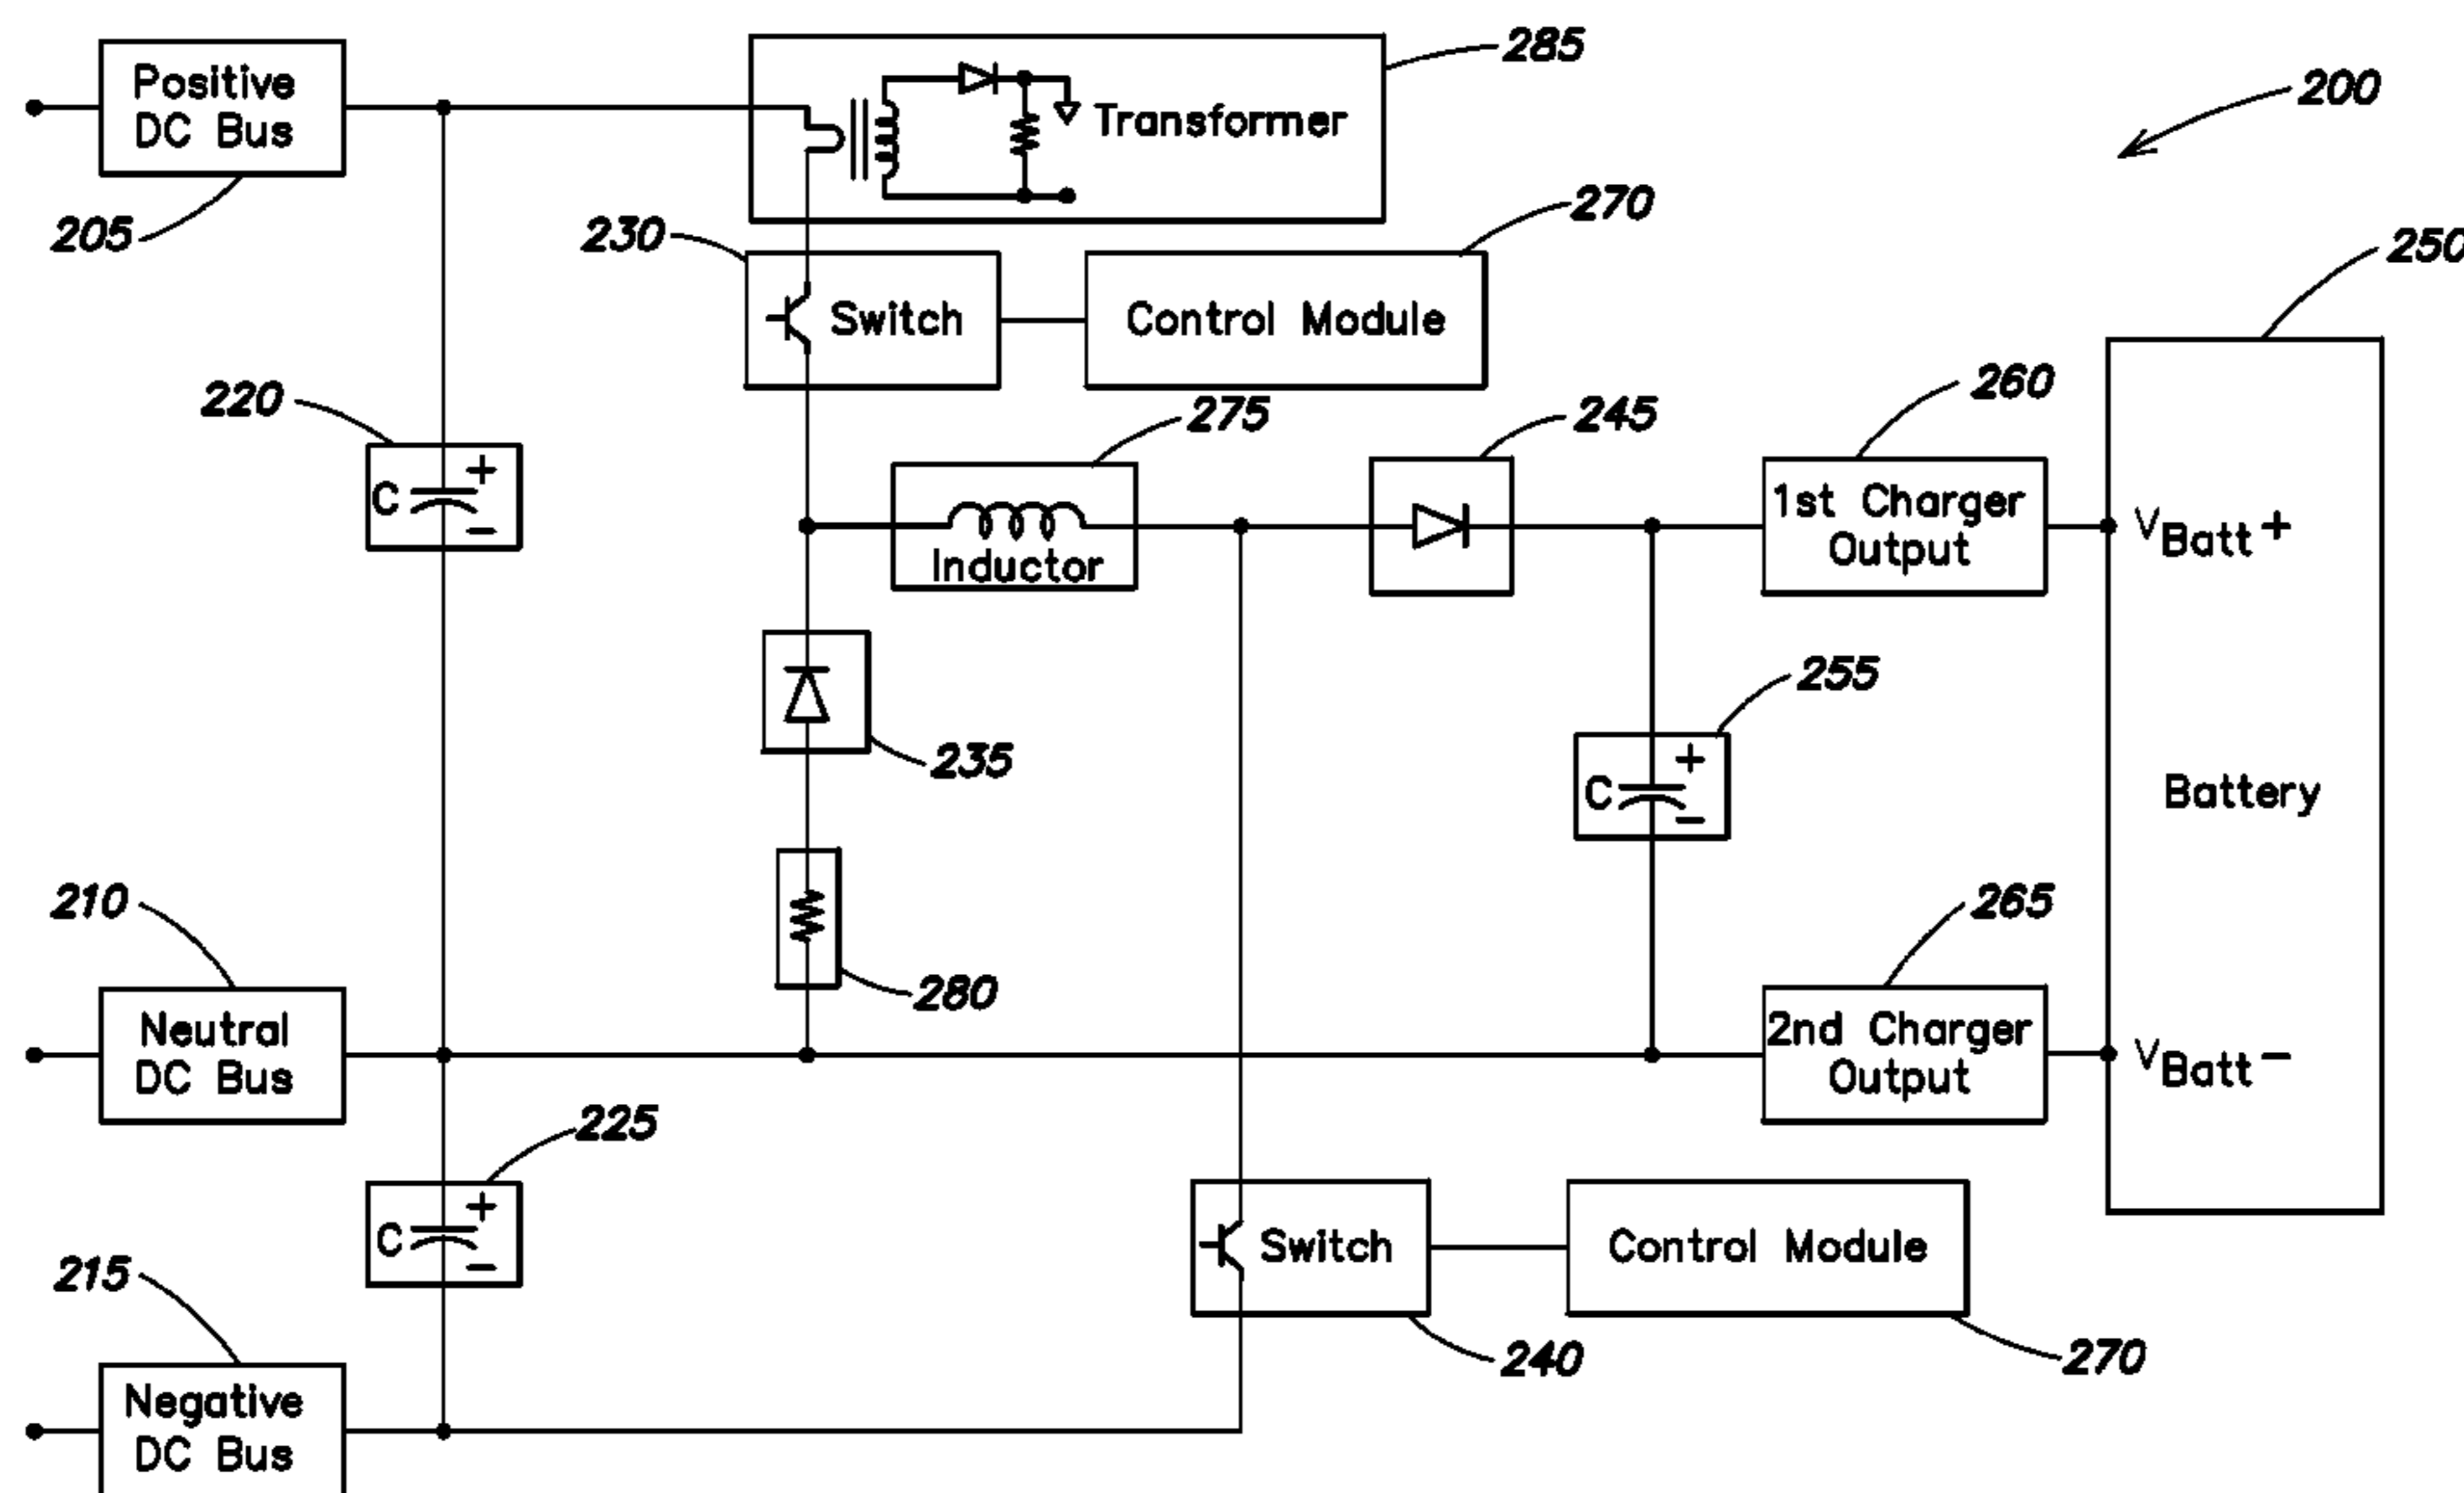 285
Positive
DC Bus
Transformer
200
205
230
270
250
Switch
Control Module
220
275
260
245
C + −
Inductor
1st Charger
Output
VBatt+
235
255
C + −
Battery
210
280
265
Neutral
DC Bus
2nd Charger
Output
VBatt−
225
C + −
215
Switch
Control Module
240
270
Negative
DC Bus